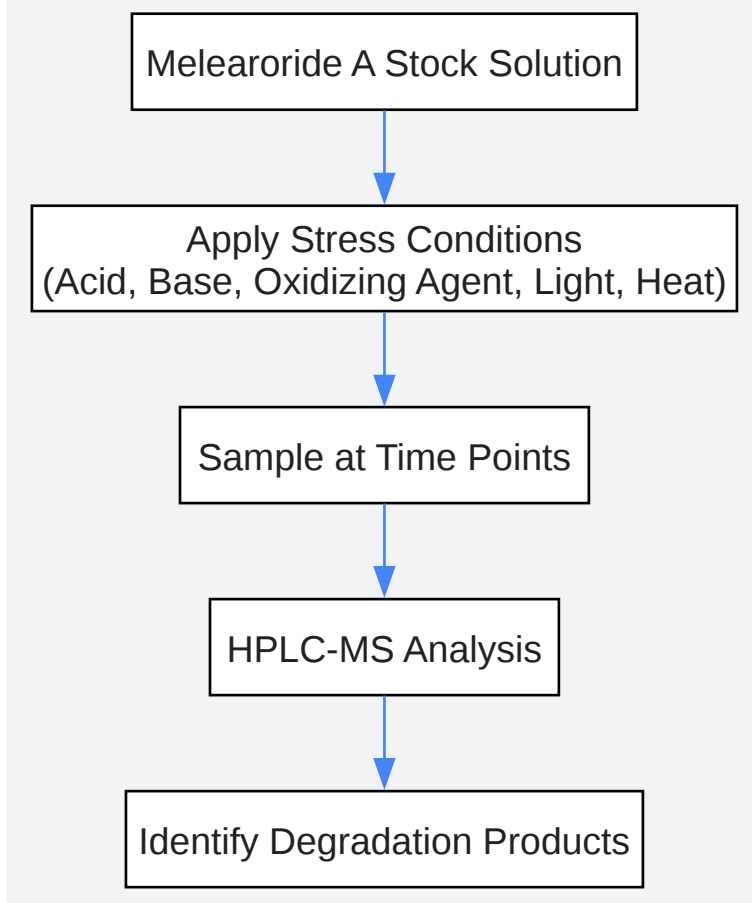 Melearoride A Stock Solution
Apply Stress Conditions
(Acid, Base, Oxidizing Agent, Light, Heat)
Sample at Time Points
HPLC-MS Analysis
Identify Degradation Products